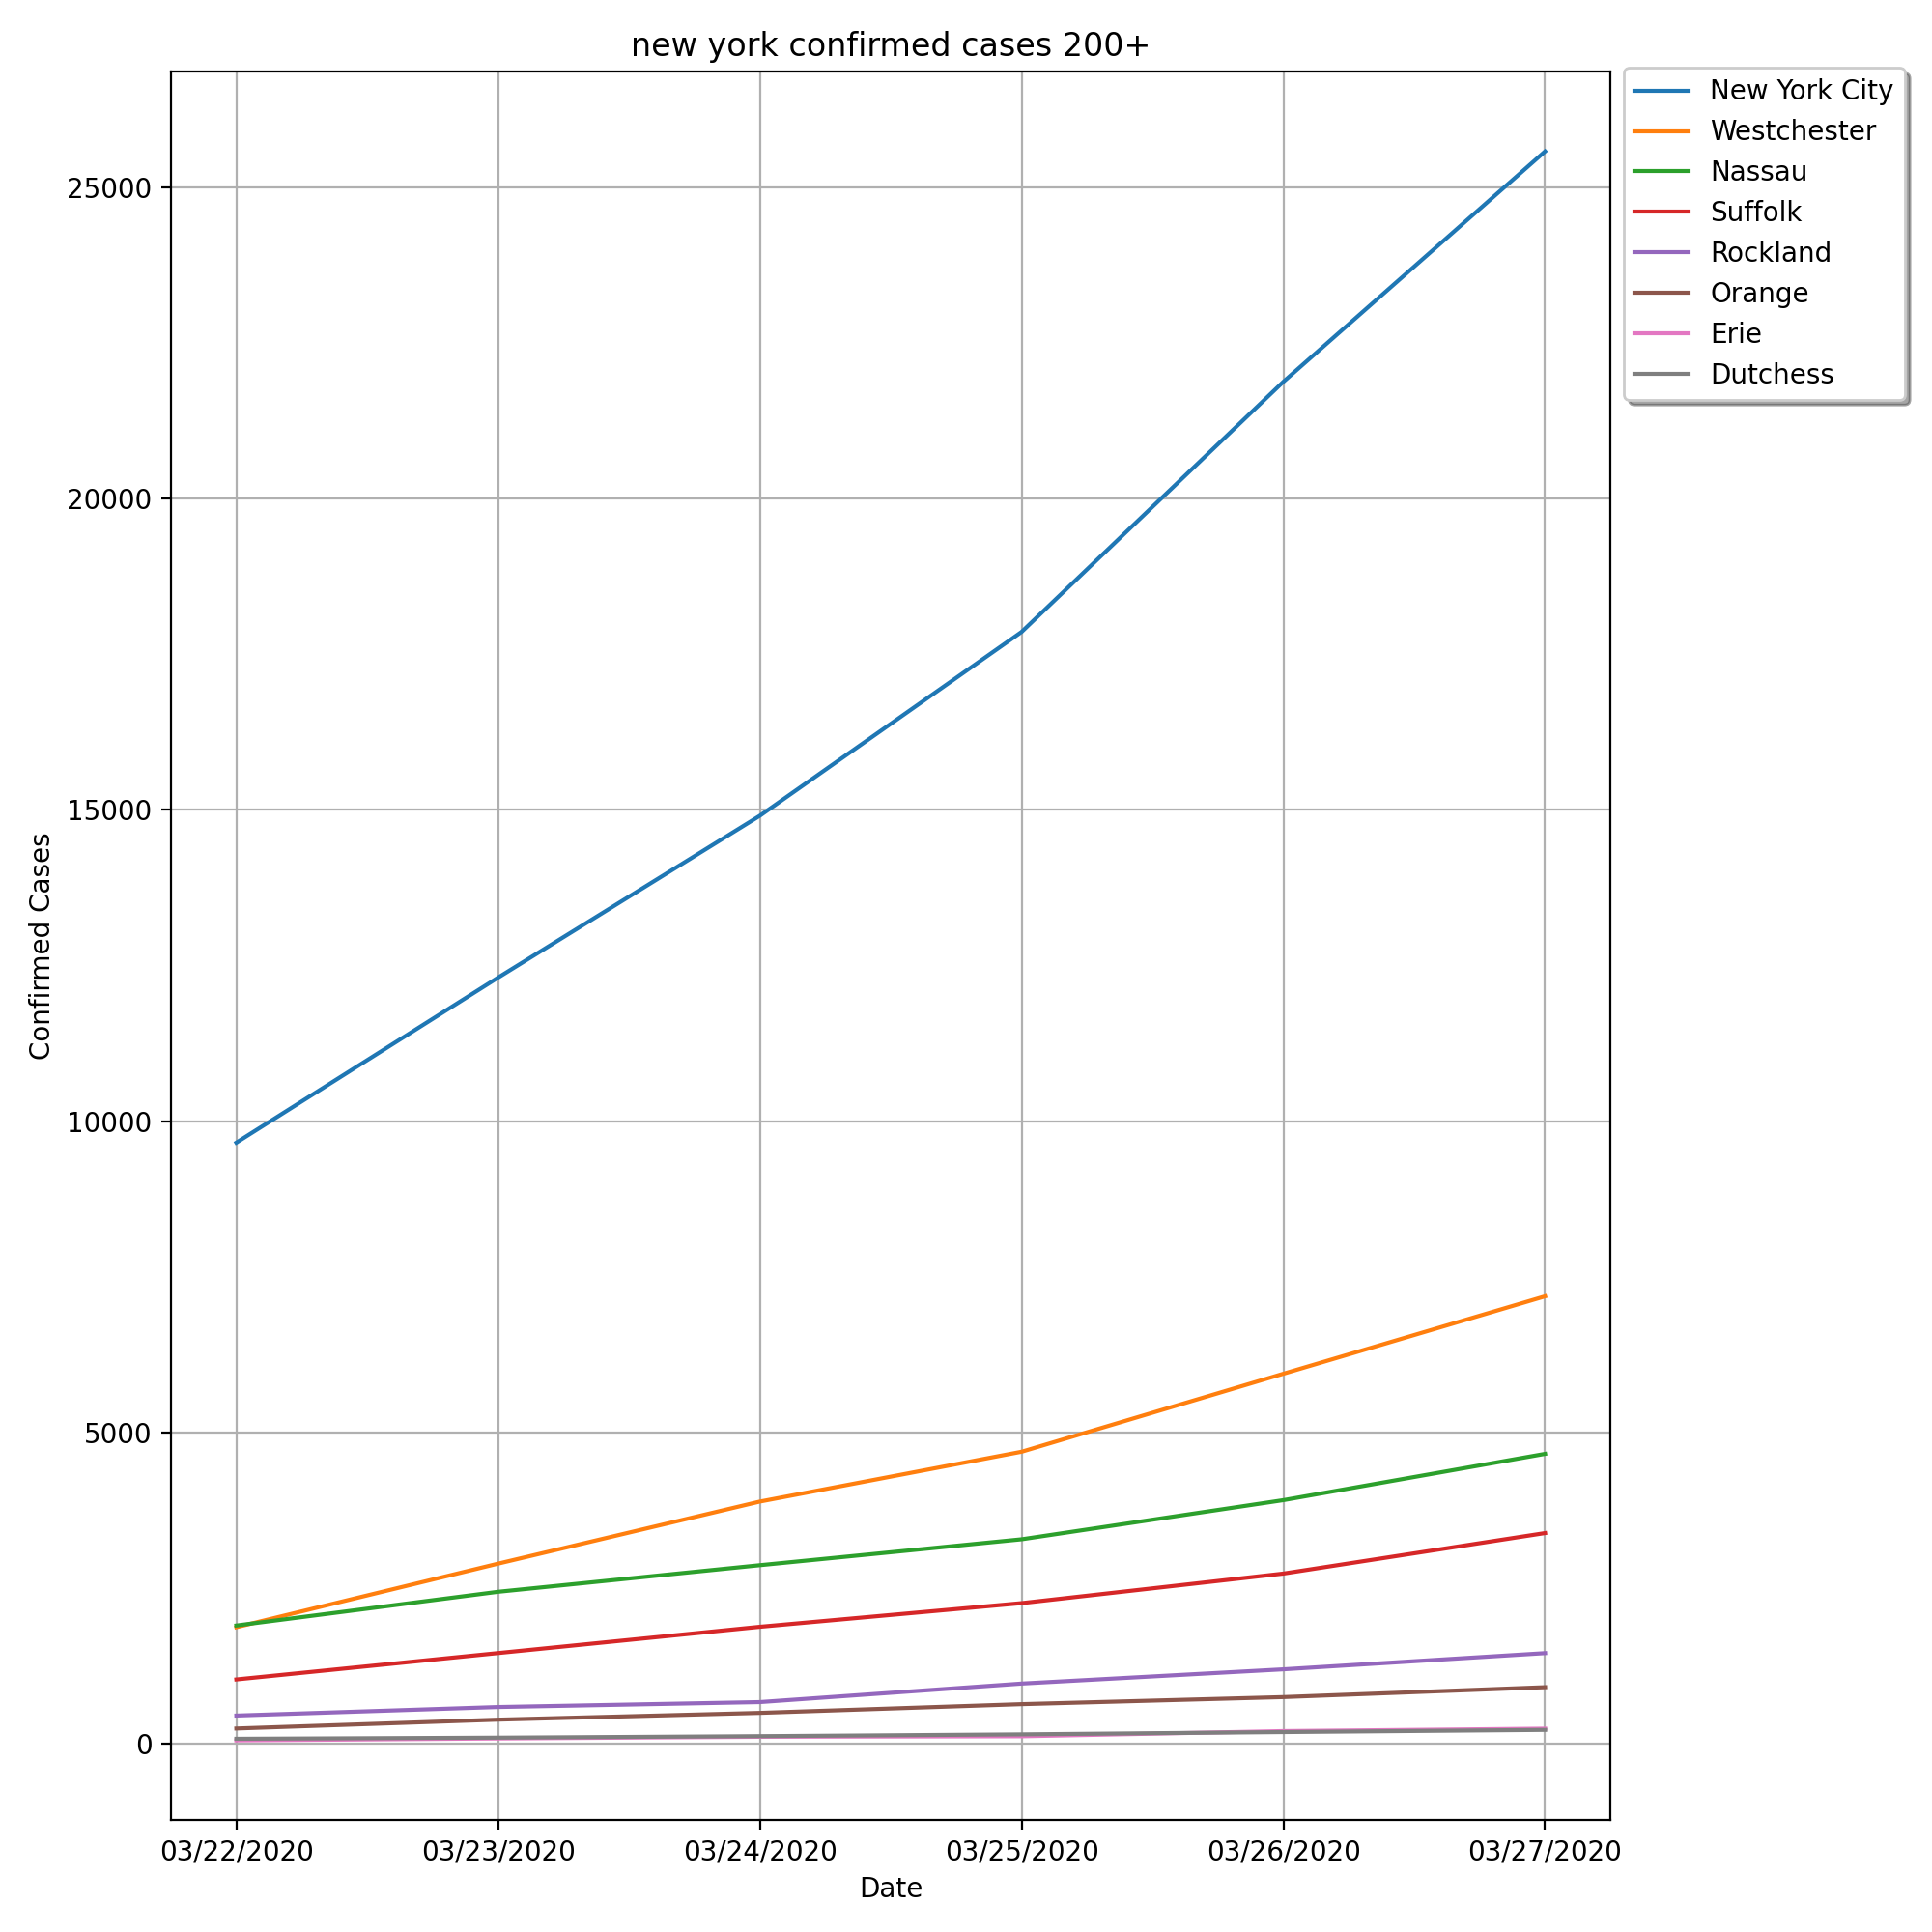 new york confirmed cases 200+
New York City
Westchester
Nassau
Suffolk
Rockland
Orange
Erie
Dutchess
Confirmed Cases
25000
20000
15000
10000
5000
0
03/22/2020 03/23/2020 03/24/2020 03/25/2020 03/26/2020 03/27/2020
Date